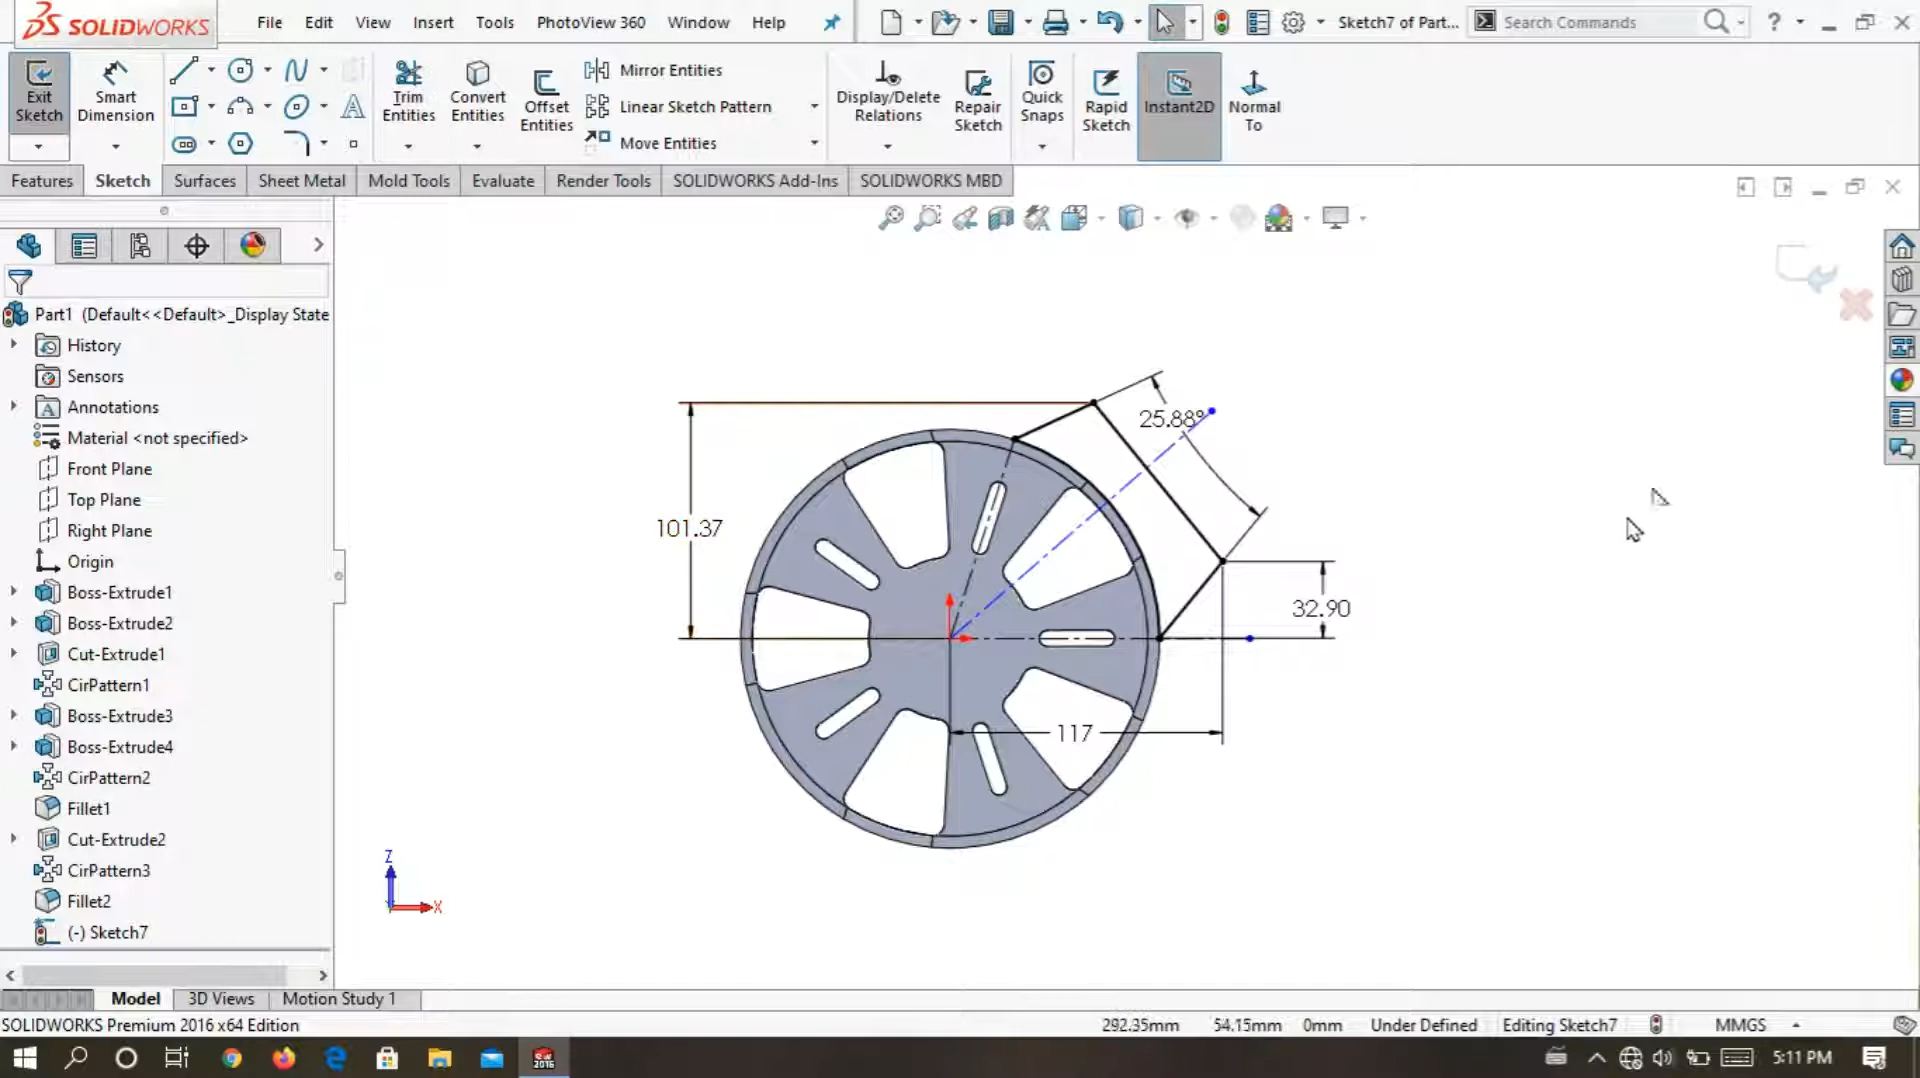 SOLIDWORKS
File Edit View Insert Tools PhotoView 360 Window Help
Sketch7 of Part...
Search Commands
?
Exit Sketch
Smart Dimension
Trim Entities
Convert Entities
Offset Entities
Mirror Entities
Linear Sketch Pattern
Move Entities
Display/Delete Relations
Repair Sketch
Quick Snaps
Rapid Sketch
Instant2D
Normal To
Features Sketch Surfaces Sheet Metal Mold Tools Evaluate Render Tools SOLIDWORKS Add-Ins SOLIDWORKS MBD
Part1 (Default<<Default>_Display State
History
Sensors
Annotations
Material <not specified>
Front Plane
Top Plane
Right Plane
Origin
Boss-Extrude1
Boss-Extrude2
Cut-Extrude1
CirPattern1
Boss-Extrude3
Boss-Extrude4
CirPattern2
Fillet1
Cut-Extrude2
CirPattern3
Fillet2
(-) Sketch7
25.88°
101.37
32.90
117
Z
X
Model 3D Views Motion Study 1
SOLIDWORKS Premium 2016 x64 Edition
292.35mm 54.15mm 0mm Under Defined Editing Sketch7 MMGS
SW
2016
5:11 PM